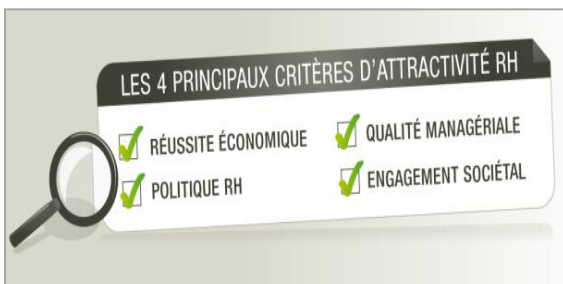 LES 4 PRINCIPAUX CRITÈRES D'ATTRACTIVITÉ RH
RÉUSSITE ÉCONOMIQUE
QUALITÉ MANAGÉRIALE
POLITIQUE RH
ENGAGEMENT SOCIÉTAL